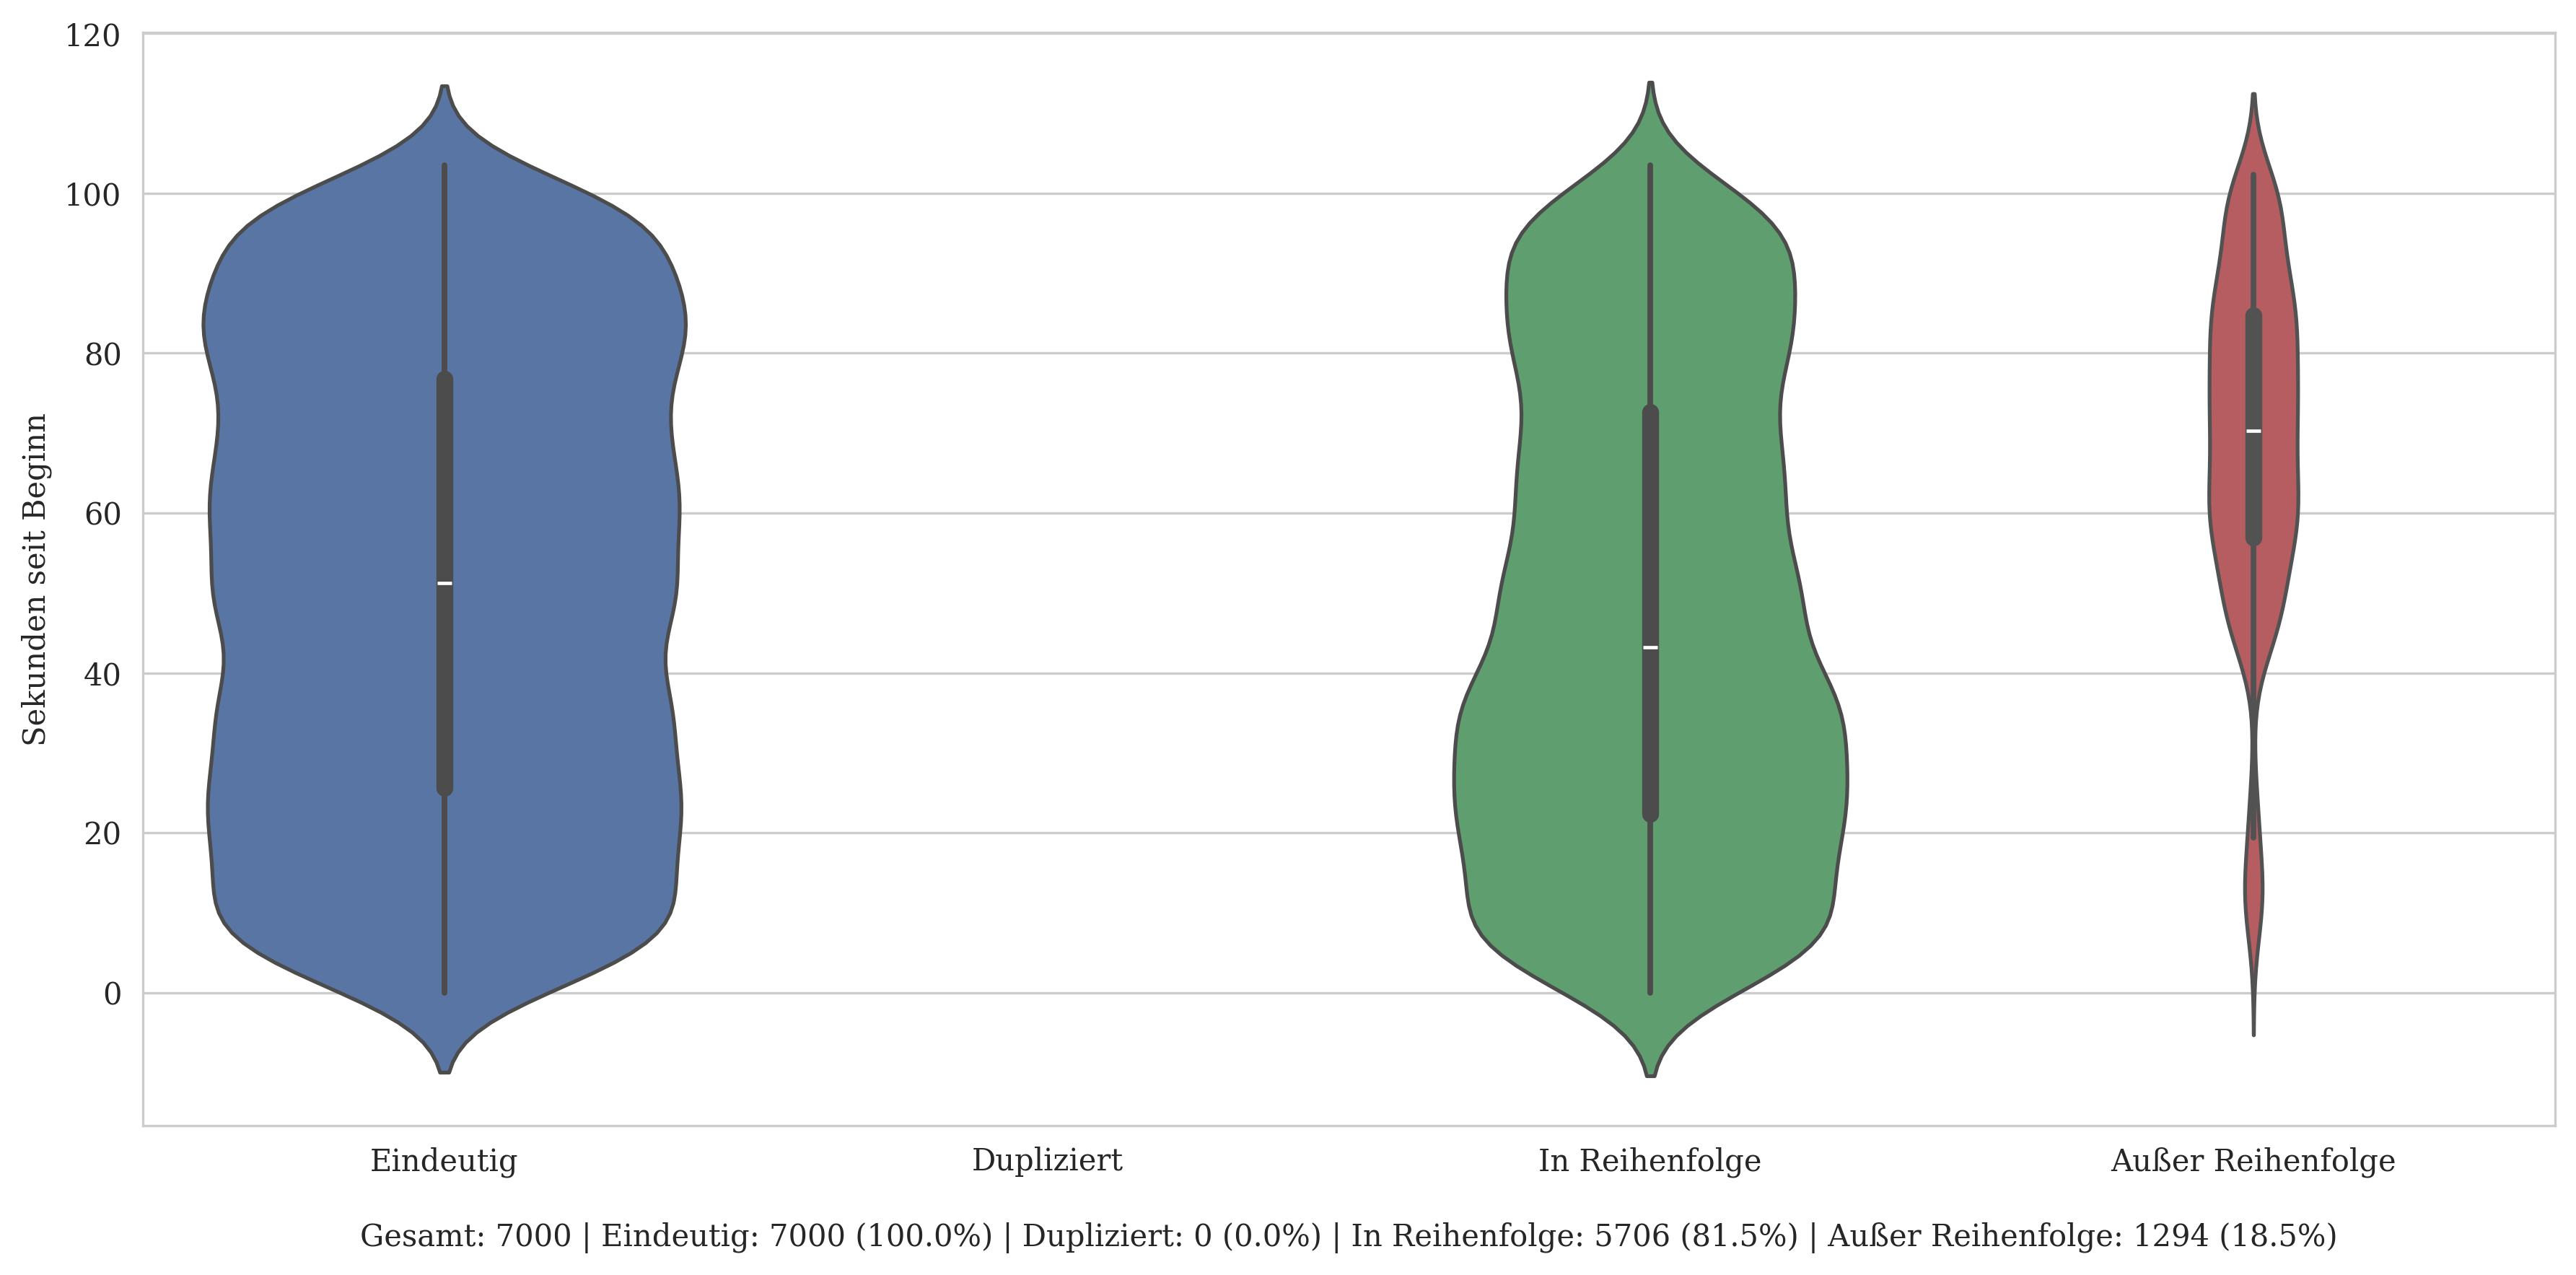 120
100
80
60
40
20
0
Sekunden seit Beginn
Eindeutig
Dupliziert
In Reihenfolge
Außer Reihenfolge
Gesamt: 7000 | Eindeutig: 7000 (100.0%) | Dupliziert: 0 (0.0%) | In Reihenfolge: 5706 (81.5%) | Außer Reihenfolge: 1294 (18.5%)